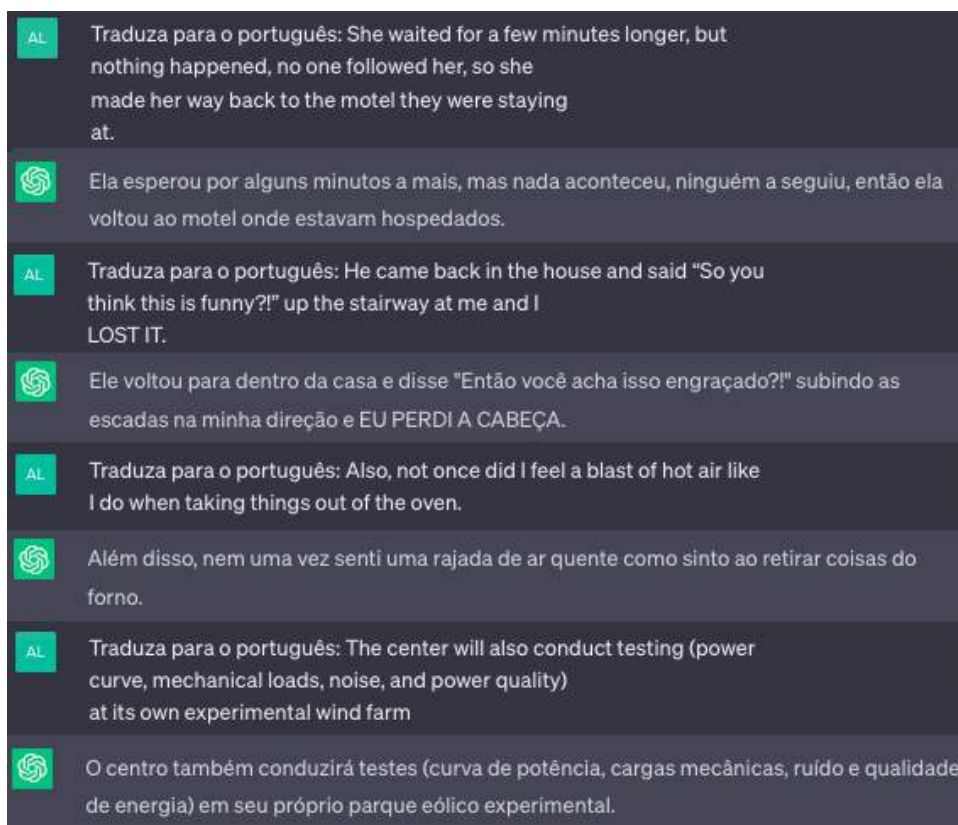 AL
Traduza para o português: She waited for a few minutes longer, but
nothing happened, no one followed her, so she
made her way back to the motel they were staying
at.
Ela esperou por alguns minutos a mais, mas nada aconteceu, ninguém a seguiu, então ela
voltou ao motel onde estavam hospedados.
AL
Traduza para o português: He came back in the house and said “So you
think this is funny?!” up the stairway at me and I
LOST IT.
Ele voltou para dentro da casa e disse "Então você acha isso engraçado?!" subindo as
escadas na minha direção e EU PERDI A CABEÇA.
AL
Traduza para o português: Also, not once did I feel a blast of hot air like
I do when taking things out of the oven.
Além disso, nem uma vez senti uma rajada de ar quente como sinto ao retirar coisas do
forno.
AL
Traduza para o português: The center will also conduct testing (power
curve, mechanical loads, noise, and power quality)
at its own experimental wind farm
O centro também conduzirá testes (curva de potência, cargas mecânicas, ruído e qualidade
de energia) em seu próprio parque eólico experimental.